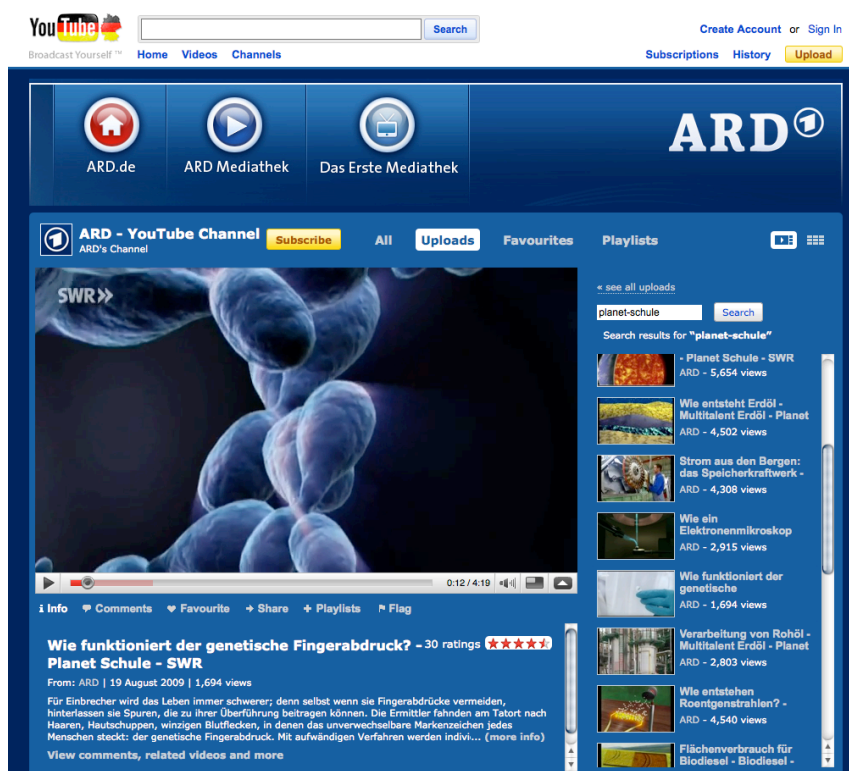 You Tube
Search
Create Account or Sign In
Broadcast Yourself ™
Home Videos Channels
Subscriptions History Upload
ARD.de
ARD Mediathek
Das Erste Mediathek
ARD
ARD - YouTube Channel
ARD's Channel
Subscribe
All
Uploads
Favourites
Playlists
SWR
« see all uploads
planet-schule
Search
Search results for "planet-schule"
- Planet Schule - SWR
ARD - 5,654 views
Wie entsteht Erdöl -
Multitalent Erdöl - Planet
ARD - 4,502 views
Strom aus den Bergen:
das Speicherkraftwerk -
ARD - 4,308 views
Wie ein
Elektronenmikroskop
ARD - 2,915 views
Wie funktioniert der
genetische
ARD - 1,694 views
Verarbeitung von Rohöl -
Multitalent Erdöl - Planet
ARD - 2,803 views
Wie entstehen
Roentgenstrahlen? -
ARD - 4,540 views
Flächenverbrauch für
Biodiesel - Biodiesel -
0:12 / 4:19
Info Comments Favourite Share Playlists Flag
Wie funktioniert der genetische Fingerabdruck? -
Planet Schule - SWR
30 ratings
From: ARD | 19 August 2009 | 1,694 views
Für Einbrecher wird das Leben immer schwerer; denn selbst wenn sie Fingerabdrücke vermeiden,
hinterlassen sie Spuren, die zu ihrer Überführung beitragen können. Die Ermittler fahnden am Tatort nach
Haaren, Hautschuppen, winzigen Blutflecken, in denen das unverwechselbare Markenzeichen jedes
Menschen steckt: der genetische Fingerabdruck. Mit aufwändigen Verfahren werden indivi... (more info)
View comments, related videos and more